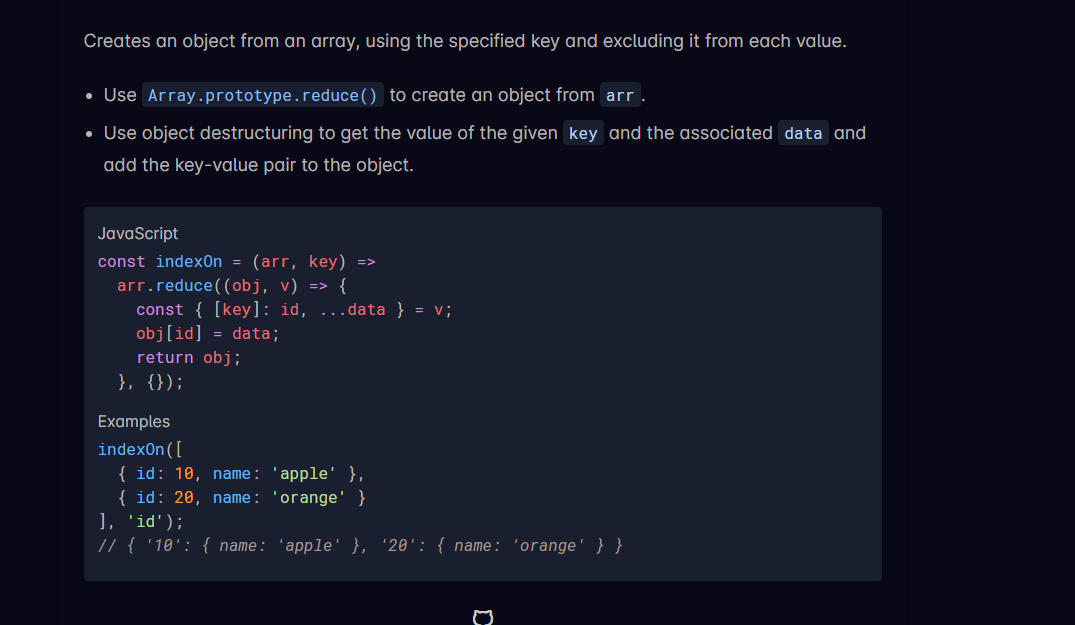 Creates an object from an array, using the specified key and excluding it from each value.
• Use Array.prototype.reduce() to create an object from arr.
• Use object destructuring to get the value of the given key and the associated data and
add the key-value pair to the object.
JavaScript
const indexOn = (arr, key) =>
  arr.reduce((obj, v) => {
    const { [key]: id, ...data } = v;
    obj[id] = data;
    return obj;
  }, {});
Examples
indexOn([
  { id: 10, name: 'apple' },
  { id: 20, name: 'orange' }
], 'id');
// { '10': { name: 'apple' }, '20': { name: 'orange' } }